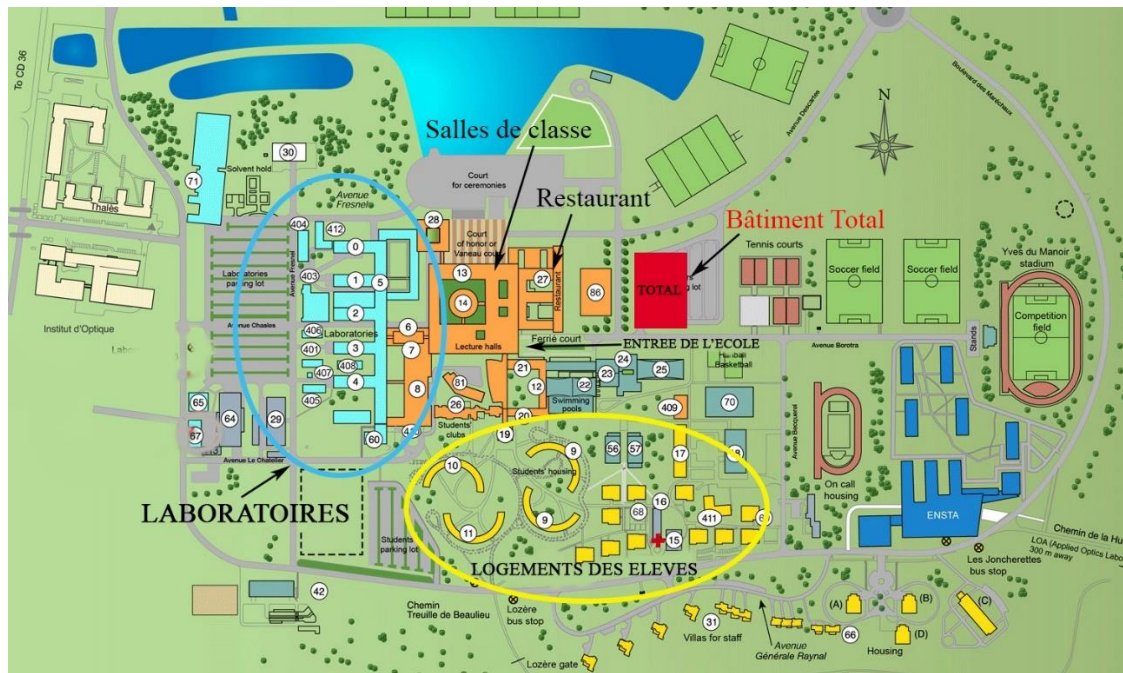 To CD 36
Boulevard des Maréchaux
Avenue Descartes
N
Salles de classe
30
Solvent hold
71
Thalès
Avenue
Fresnel
Court
for ceremonies
Restaurant
404
412
28
0
Court
of honor or
Vaneau court
Bâtiment Total
Tennis courts
Yves du Manoir
stadium
Laboratories
parking lot
Avenue Fresnel
403
1
5
13
14
27
Restaurant
86
TOTAL
Soccer field
Soccer field
Competition
field
2
Institut d'Optique
Avenue Chasles
406
Laboratories
6
401
3
7
Lecture halls
Ferrié court
ENTREE DE L'ECOLE
Avenue Borotra
Stands
408
407
4
405
8
81
21
12
24
23
22
25
Basketball
Swimming
pools
65
64
29
67
26
Students'
clubs
20
19
409
70
60
Avenue Le Chatelier
Avenue Becquerel
10
9
Students' housing
56
57
17
On call
housing
LABORATOIRES
11
9
68
16
411
15
ENSTA
Chemin de la Hu
LOA (Applied Optics Labo
300 m away
Students'
parking lot
LOGEMENTS DES ELEVES
Les Joncherettes
bus stop
42
Chemin
Treuille de Beaulieu
Lozère
bus stop
31
Villas for staff
66
Avenue
Générale Raynal
(A)
(B)
(C)
(D)
Housing
Lozère gate